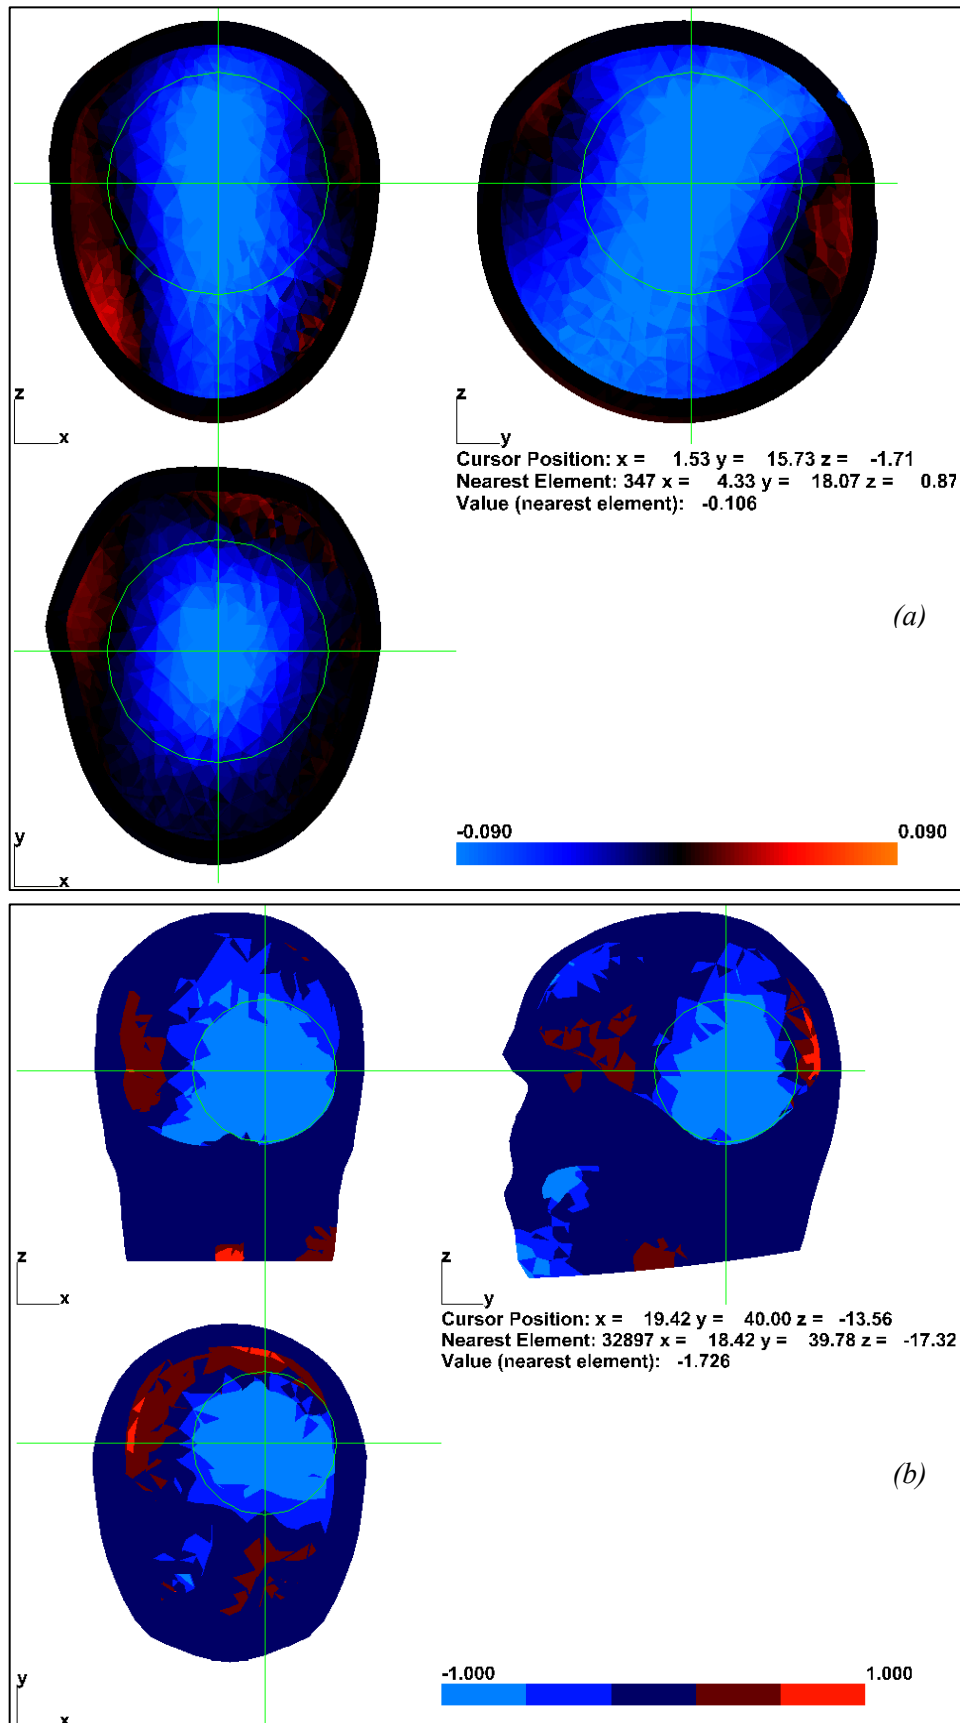 z
x
z
y
Cursor Position: x = 1.53 y = 15.73 z = -1.71
Nearest Element: 347 x = 4.33 y = 18.07 z = 0.87
Value (nearest element): -0.106
(a)
y
x
-0.090 0.090
z
x
z
y
Cursor Position: x = 19.42 y = 40.00 z = -13.56
Nearest Element: 32897 x = 18.42 y = 39.78 z = -17.32
Value (nearest element): -1.726
(b)
-1.000 1.000
y
x